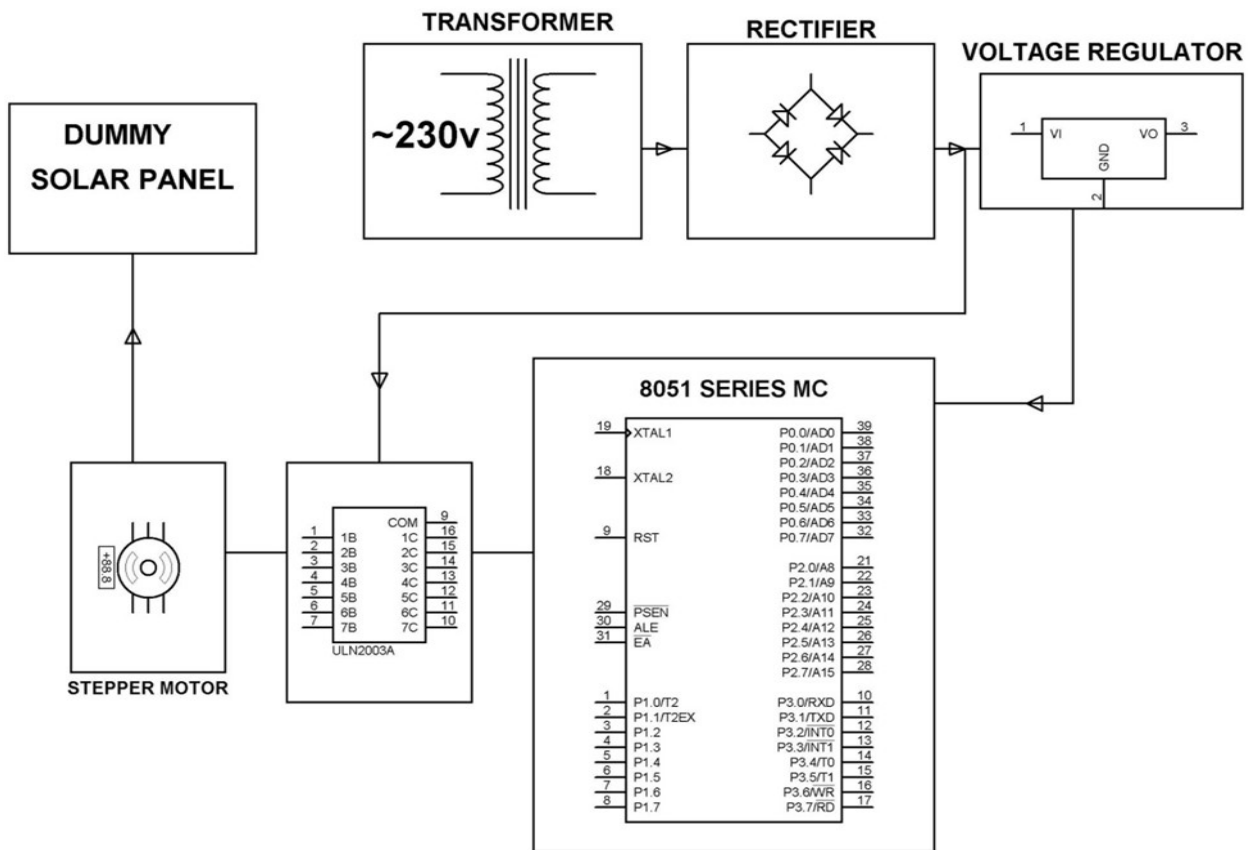 TRANSFORMER
RECTIFIER
VOLTAGE REGULATOR
~230v
1
VI
VO
3
GND
2
DUMMY
SOLAR PANEL
8051 SERIES MC
19
XTAL1
18
XTAL2
9
RST
29
PSEN
30
ALE
31
EA
1
P1.0/T2
2
P1.1/T2EX
3
P1.2
4
P1.3
5
P1.4
6
P1.5
7
P1.6
8
P1.7
P0.0/AD0
39
P0.1/AD1
38
P0.2/AD2
37
P0.3/AD3
36
P0.4/AD4
35
P0.5/AD5
34
P0.6/AD6
33
P0.7/AD7
32
P2.0/A8
21
P2.1/A9
22
P2.2/A10
23
P2.3/A11
24
P2.4/A12
25
P2.5/A13
26
P2.6/A14
27
P2.7/A15
28
P3.0/RXD
10
P3.1/TXD
11
P3.2/INT0
12
P3.3/INT1
13
P3.4/T0
14
P3.5/T1
15
P3.6/WR
16
P3.7/RD
17
+88.8
STEPPER MOTOR
1
1B
2
2B
3
3B
4
4B
5
5B
6
6B
7
7B
COM
9
1C
16
2C
15
3C
14
4C
13
5C
12
6C
11
7C
10
ULN2003A